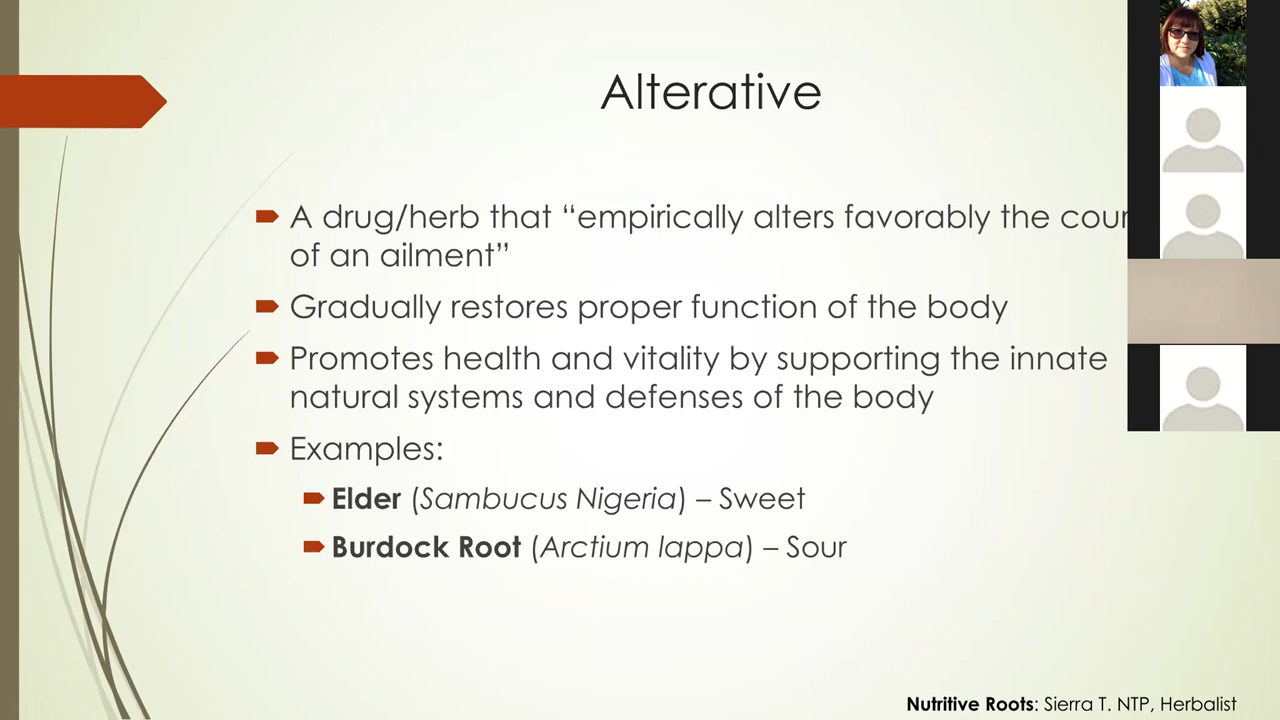 Alterative
A drug/herb that “empirically alters favorably the
of an ailment”
Gradually restores proper function of the body
Promotes health and vitality by supporting the innate
natural systems and defenses of the body
Examples:
Elder (Sambucus Nigeria) – Sweet
Burdock Root (Arctium lappa) – Sour
Nutritive Roots: Sierra T. NTP, Herbalist